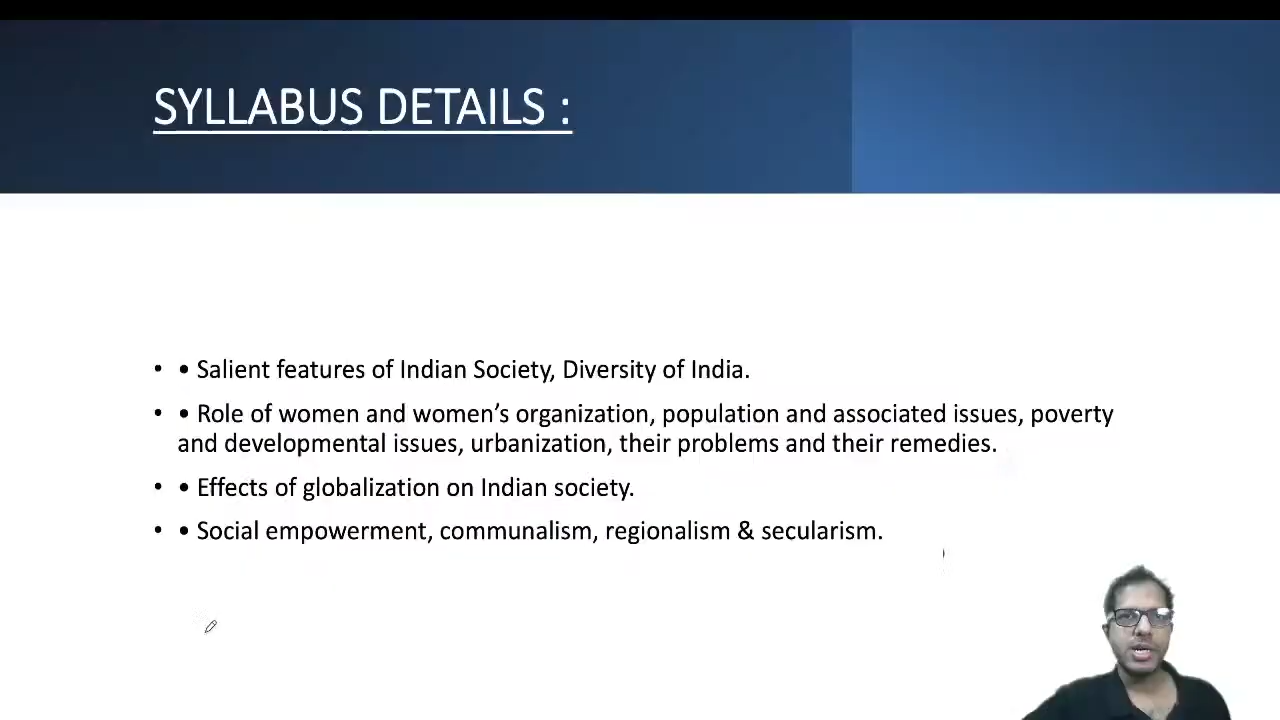 SYLLABUS DETAILS :
• • Salient features of Indian Society, Diversity of India.
• • Role of women and women’s organization, population and associated issues, poverty
and developmental issues, urbanization, their problems and their remedies.
• • Effects of globalization on Indian society.
• • Social empowerment, communalism, regionalism & secularism.